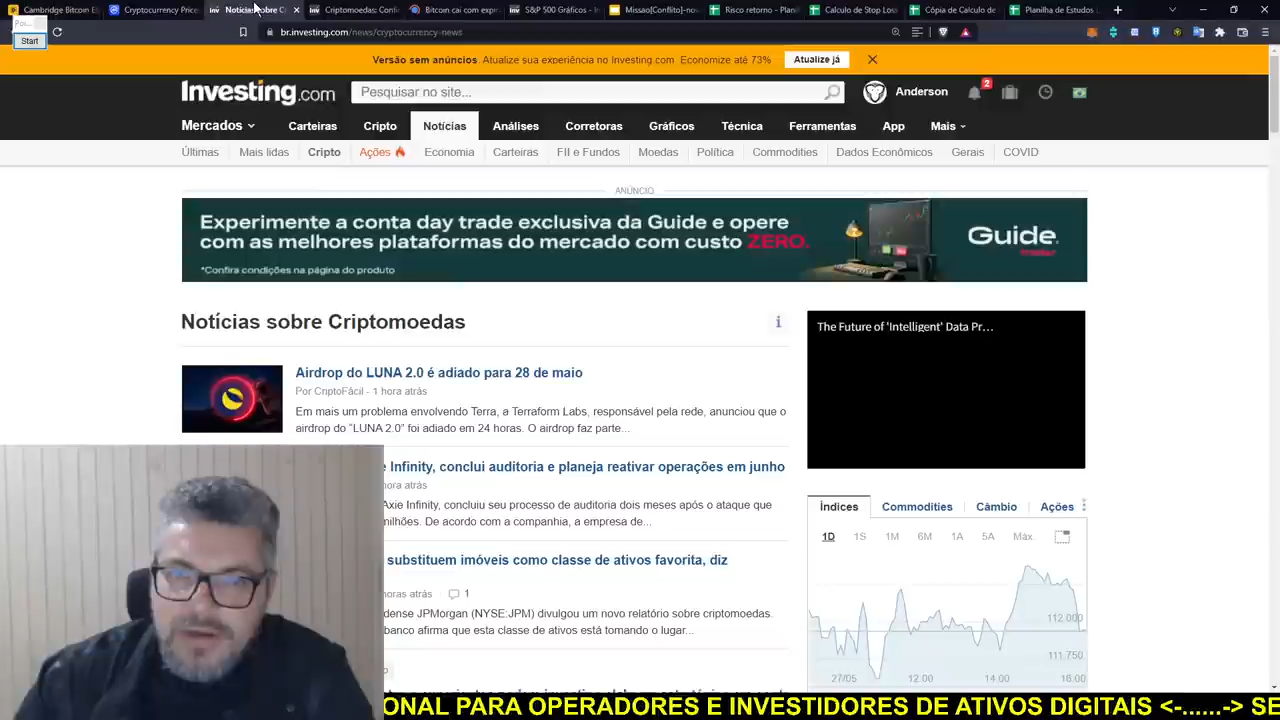 Cambridge Bitcoin El
Cryptocurrency Price
Notícias sobre C
Criptomoedas: Confi
Bitcoin cai com expi
S&P 500 Gráficos - In
Missao[Conflito]-no
Risco retorno - Plani
Calculo de Stop Loss
Cópia de Calculo de
Planilha de Estudos
Start
br.investing.com/news/cryptocurrency-news
Versão sem anúncios. Atualize sua experiência no Investing.com. Economize até 73% Atualize já
Investing.com Pesquisar no site... Anderson 2
Mercados Carteiras Cripto Notícias Análises Corretoras Gráficos Técnica Ferramentas App Mais
Últimas Mais lidas Cripto Ações Economia Carteiras FII e Fundos Moedas Política Commodities Dados Econômicos Gerais COVID
ANÚNCIO
Experimente a conta day trade exclusiva da Guide e opere
com as melhores plataformas do mercado com custo ZERO.
*Confira condições na página do produto
Guide
Notícias sobre Criptomoedas
i
The Future of 'Intelligent' Data Pr...
Airdrop do LUNA 2.0 é adiado para 28 de maio
Por CriptoFácil - 1 hora atrás
Em mais um problema envolvendo Terra, a Terraform Labs, responsável pela rede, anunciou que o
airdrop do "LUNA 2.0" foi adiado em 24 horas. O airdrop faz parte...
Infinity, conclui auditoria e planeja reativar operações em junho
horas atrás
Axie Infinity, concluiu seu processo de auditoria dois meses após o ataque que
milhões. De acordo com a companhia, a empresa de...
substituem imóveis como classe de ativos favorita, diz
horas atrás 1
dense JPMorgan (NYSE:JPM) divulgou um novo relatório sobre criptomoedas.
banco afirma que esta classe de ativos está tomando o lugar...
Índices Commodities Câmbio Ações
1D 1S 1M 6M 1A 5A Máx.
112.000
111.750
27/05 12:00 14:00 16:00
ONAL PARA OPERADORES E INVESTIDORES DE ATIVOS DIGITAIS <-......-> SE